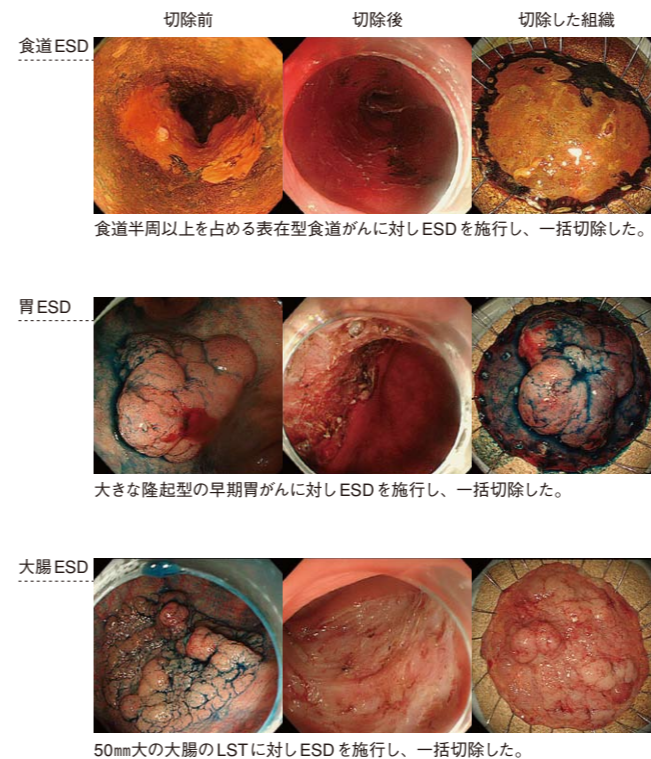 切除前 切除後 切除した組織
食道ESD
食道半周以上を占める表在型食道がんに対しESDを施行し、一括切除した。
胃ESD
大きな隆起型の早期胃がんに対しESDを施行し、一括切除した。
大腸ESD
50㎜大の大腸のLSTに対しESDを施行し、一括切除した。